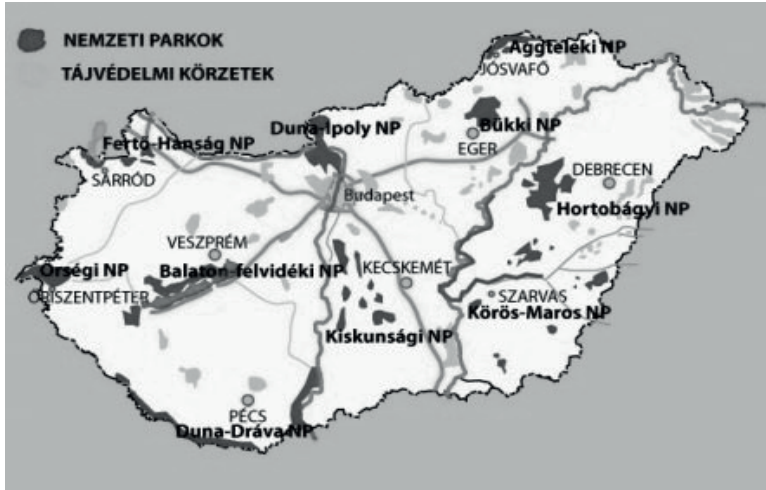 NEMZETI PARKOK
TÁJVÉDELMI KÖRZETEK
Aggteleki NP
JÓSVAFŐ
Duna-Ipoly NP
Bükki NP
EGER
Fertő-Hanság NP
SARRÓD
DEBRECEN
Budapest
Hortobágyi NP
VESZPRÉM
Őrségi NP
Balaton-felvidéki NP
KECSKEMÉT
ŐRISZENTPÉTER
SZARVAS
Körös-Maros NP
Kiskunsági NP
PÉCS
Duna-Dráva NP